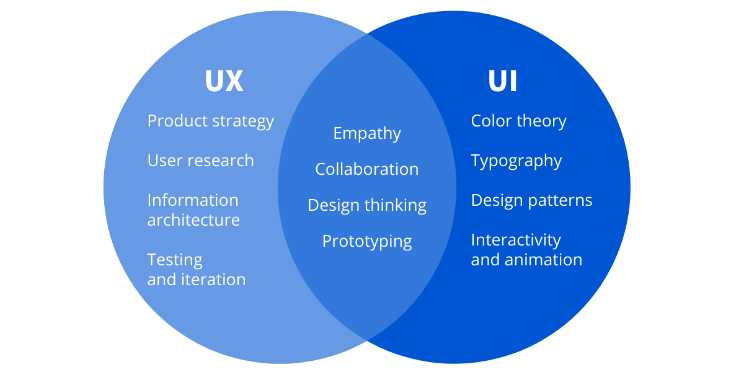 UX
Product strategy
User research
Information
architecture
Testing
and iteration
Empathy
Collaboration
Design thinking
Prototyping
UI
Color theory
Typography
Design patterns
Interactivity
and animation